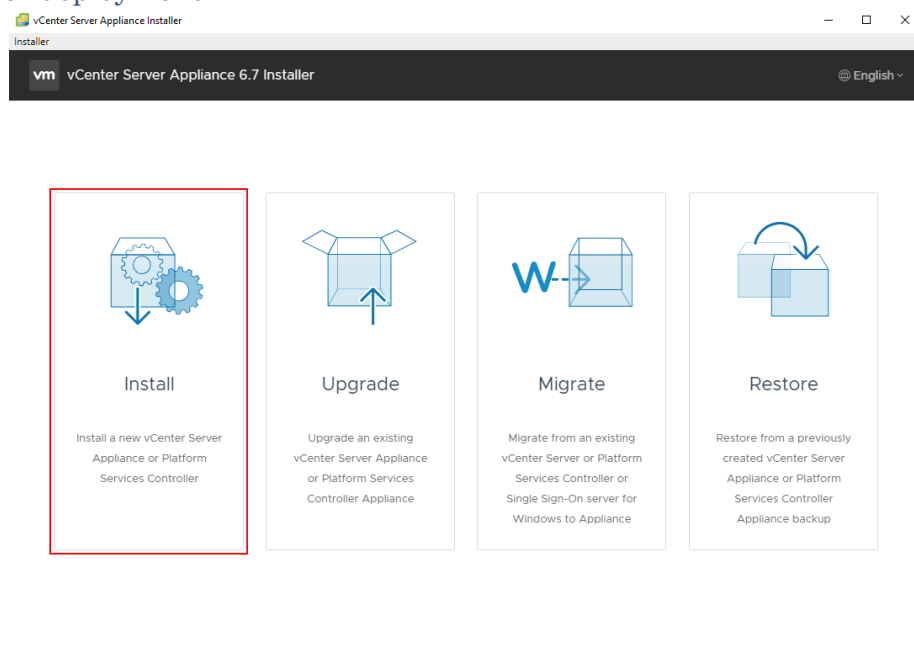 vCenter Server Appliance Installer
Installer
vm vCenter Server Appliance 6.7 Installer
English
Install
Install a new vCenter Server
Appliance or Platform
Services Controller
Upgrade
Upgrade an existing
vCenter Server Appliance
or Platform Services
Controller Appliance
W
Migrate
Migrate from an existing
vCenter Server or Platform
Services Controller or
Single Sign-On server for
Windows to Appliance
Restore
Restore from a previously
created vCenter Server
Appliance or Platform
Services Controller
Appliance backup